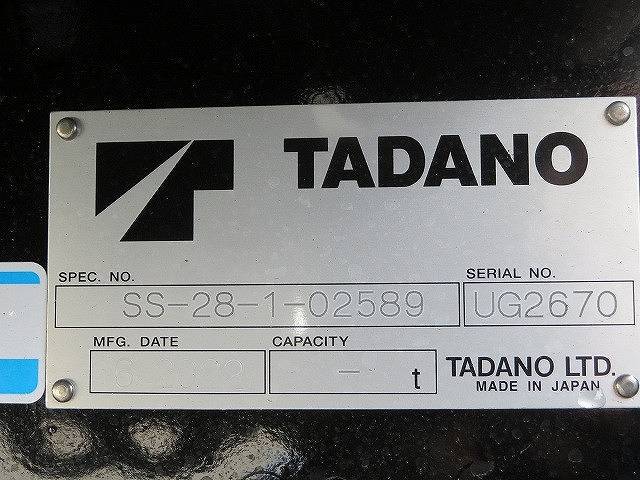 TADANO
SPEC. NO.
SERIAL NO.
SS-28-1-02589
UG2670
MFG. DATE
CAPACITY
- t
TADANO LTD.
MADE IN JAPAN